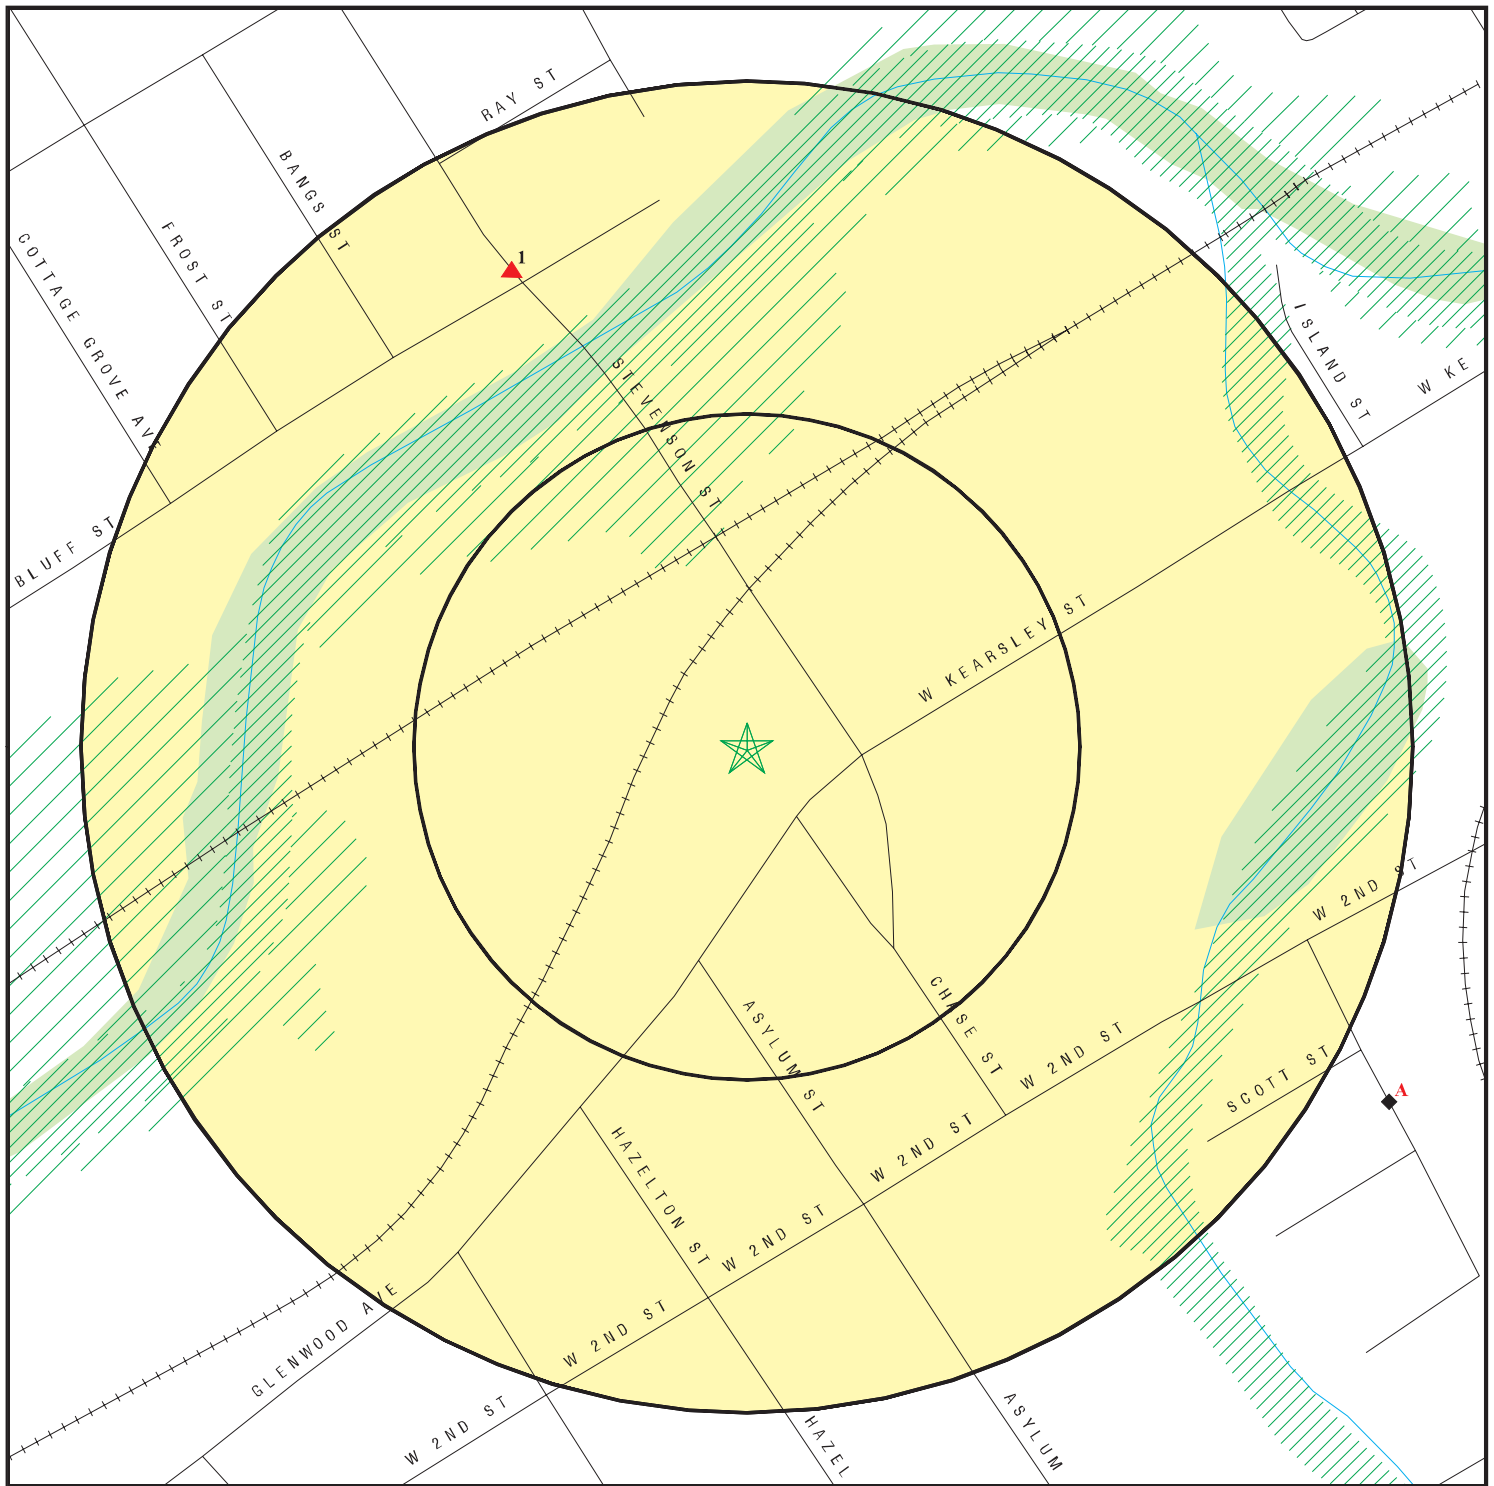 RAY ST
BANGS ST
FROST ST
COTTAGE GROVE AVE
1
ISLAND ST
W KE
STEVENSON ST
BLUFF ST
W KEARSLEY ST
W 2ND ST
CHASE ST
ASYLUM ST
W 2ND ST
SCOTT ST
A
W 2ND ST
HAZELTON ST
W 2ND ST
W 2ND ST
GLENWOOD AVE
W 2ND ST
HAZEL
ASYLUM